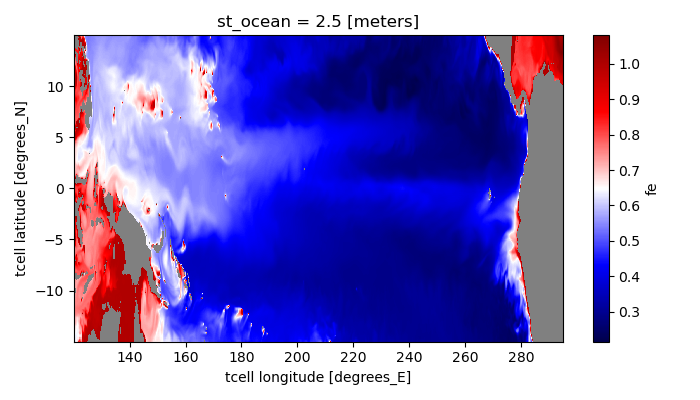 st_ocean = 2.5 [meters]
10
5
0
−5
−10
tcell latitude [degrees_N]
140 160 180 200 220 240 260 280
tcell longitude [degrees_E]
1.0
0.9
0.8
0.7
0.6
0.5
0.4
0.3
fe